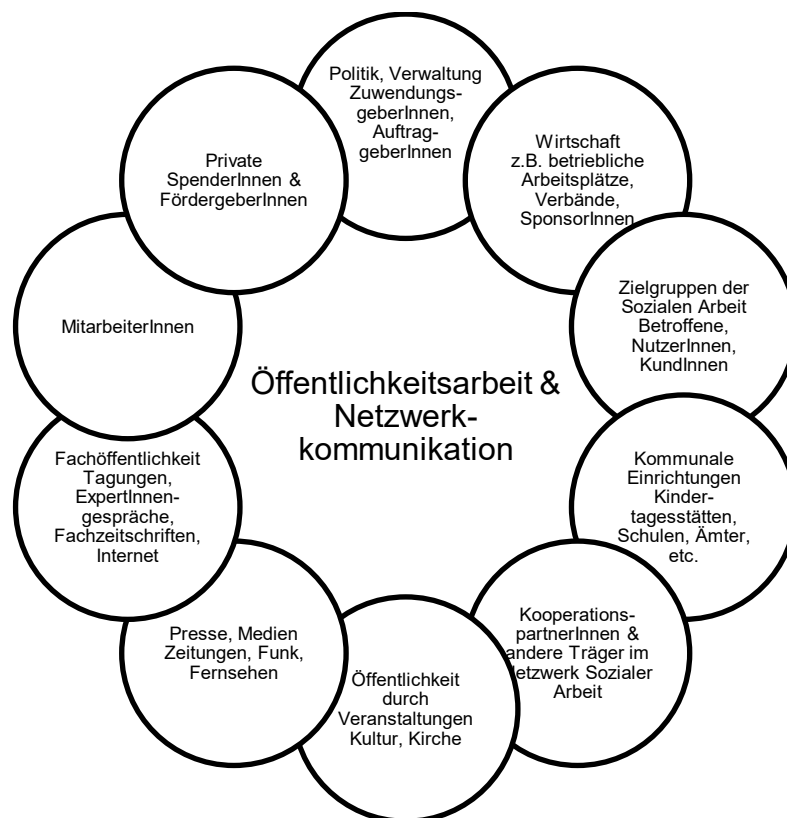 Politik, Verwaltung
Zuwendungs-
geberInnen,
Auftrag-
geberInnen
Wirtschaft
z.B. betriebliche
Arbeitsplätze,
Verbände,
SponsorInnen
Zielgruppen der
Sozialen Arbeit
Betroffene,
NutzerInnen,
KundInnen
Kommunale
Einrichtungen
Kinder-
tagesstätten,
Schulen, Ämter,
etc.
Kooperations-
partnerInnen &
andere Träger im
Netzwerk Sozialer
Arbeit
Öffentlichkeit
durch
Veranstaltungen
Kultur, Kirche
Presse, Medien
Zeitungen, Funk,
Fernsehen
Fachöffentlichkeit
Tagungen,
ExpertInnen-
gespräche,
Fachzeitschriften,
Internet
MitarbeiterInnen
Private
SpenderInnen &
FördergeberInnen
Öffentlichkeitsarbeit &
Netzwerk-
kommunikation